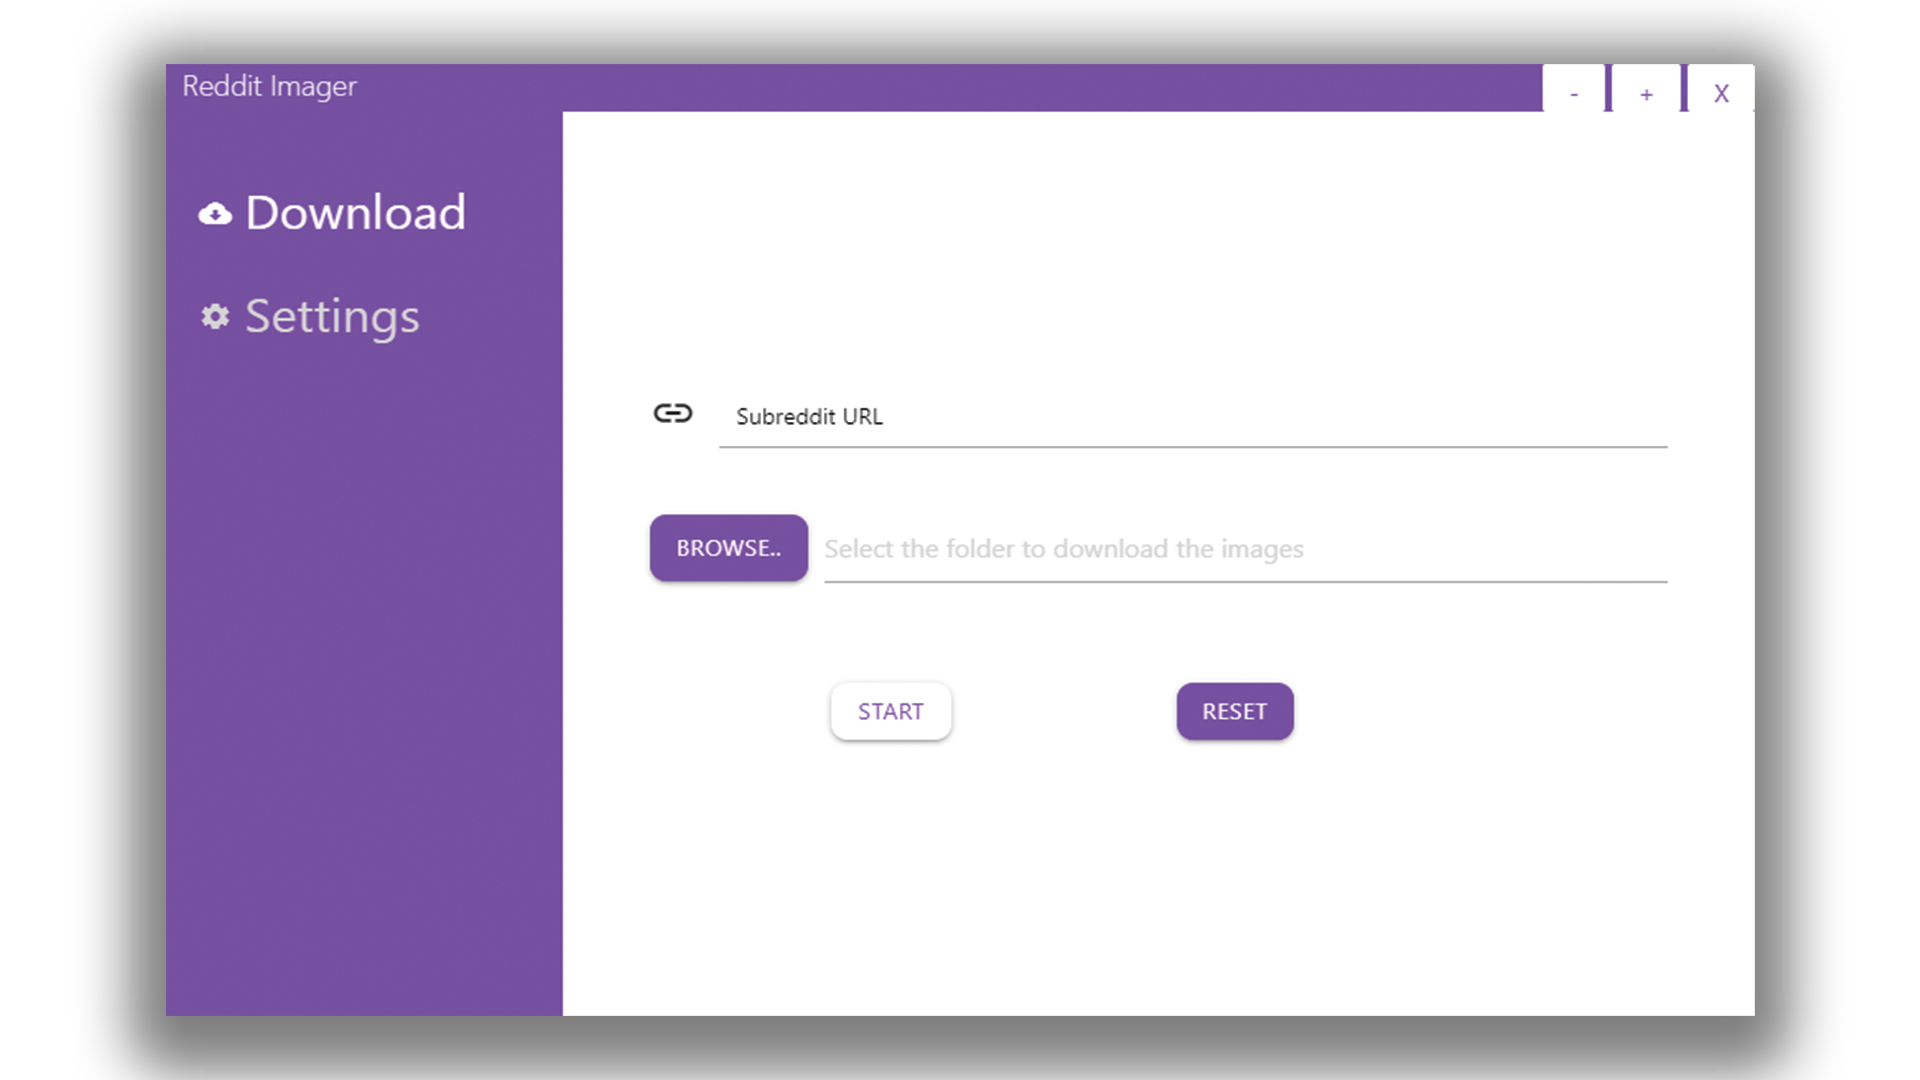 Reddit Imager
- + X
Download
Settings
Subreddit URL
BROWSE..
Select the folder to download the images
START
RESET